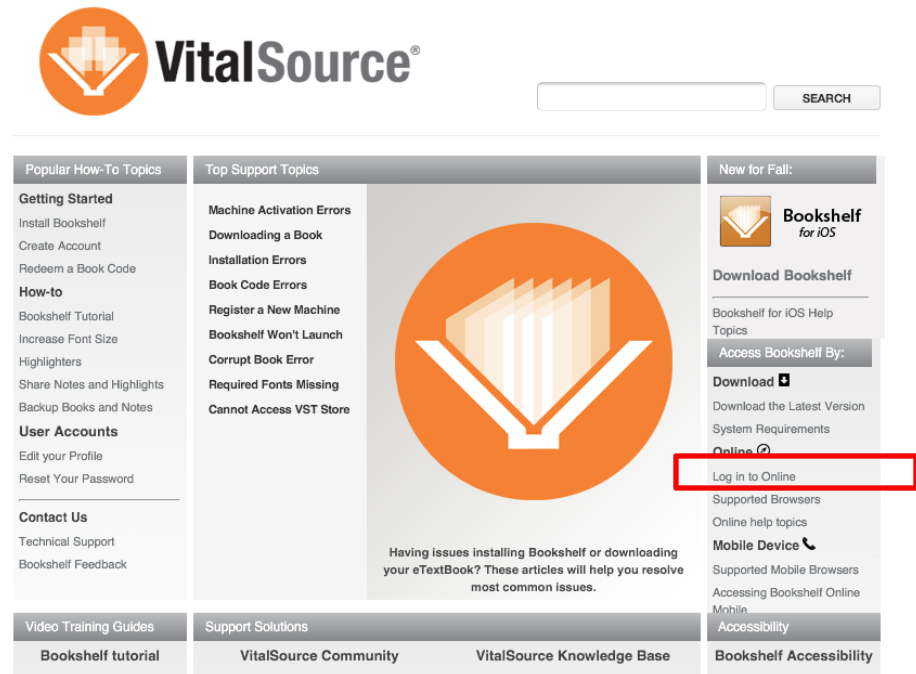 VitalSource®
SEARCH
Popular How-To Topics
Getting Started
Install Bookshelf
Create Account
Redeem a Book Code
How-to
Bookshelf Tutorial
Increase Font Size
Highlighters
Share Notes and Highlights
Backup Books and Notes
User Accounts
Edit your Profile
Reset Your Password
Contact Us
Technical Support
Bookshelf Feedback
Top Support Topics
Machine Activation Errors
Downloading a Book
Installation Errors
Book Code Errors
Register a New Machine
Bookshelf Won't Launch
Corrupt Book Error
Required Fonts Missing
Cannot Access VST Store
Having issues installing Bookshelf or downloading
your eTextBook? These articles will help you resolve
most common issues.
New for Fall:
Bookshelf
for iOS
Download Bookshelf
Bookshelf for iOS Help
Topics
Access Bookshelf By:
Download
Download the Latest Version
System Requirements
Online
Log in to Online
Supported Browsers
Online help topics
Mobile Device
Supported Mobile Browsers
Accessing Bookshelf Online
Mobile
Video Training Guides
Bookshelf tutorial
Support Solutions
VitalSource Community
VitalSource Knowledge Base
Accessibility
Bookshelf Accessibility